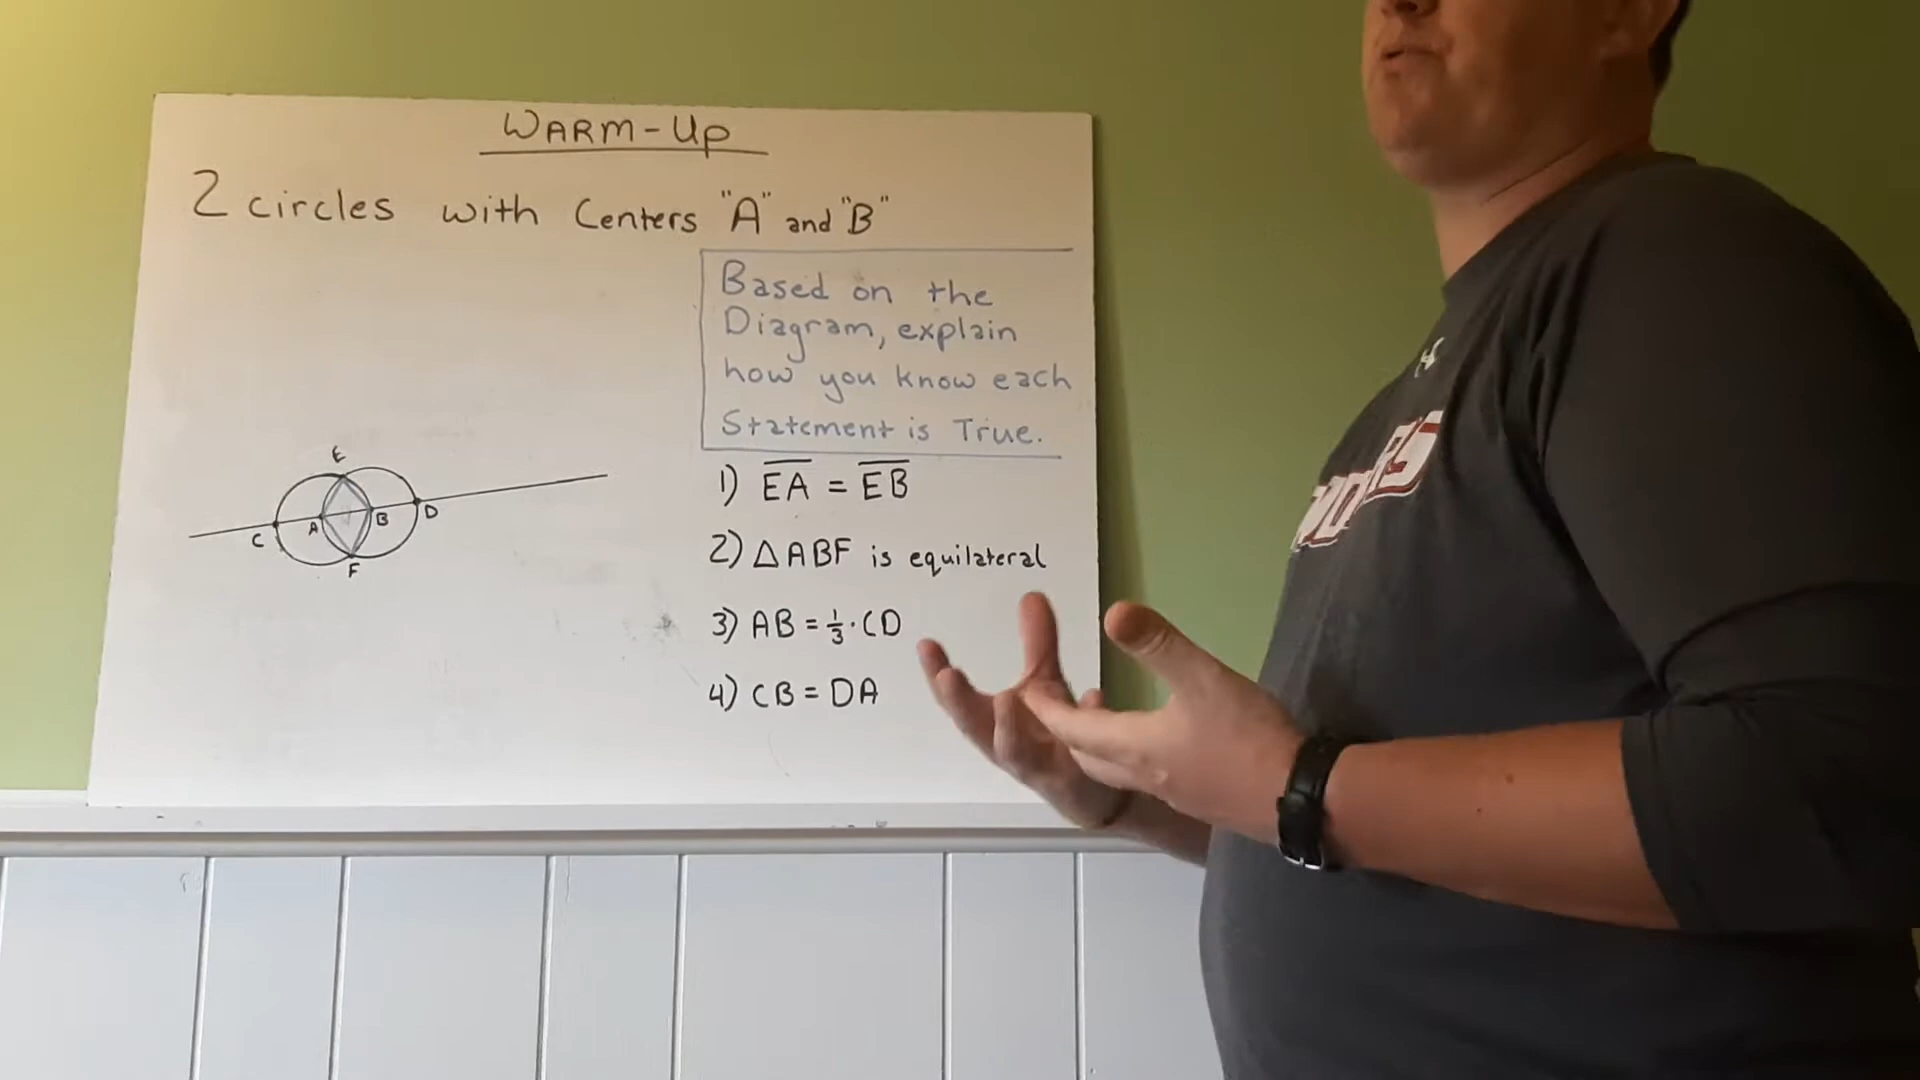 WARM-Up
2 circles with Centers "A" and "B"
Based on the
Diagram, explain
how you know each
Statement is True.
E
C
A
B
D
F
1) EA = EB
2) △ABF is equilateral
3) AB = 1/3 · CD
4) CB = DA